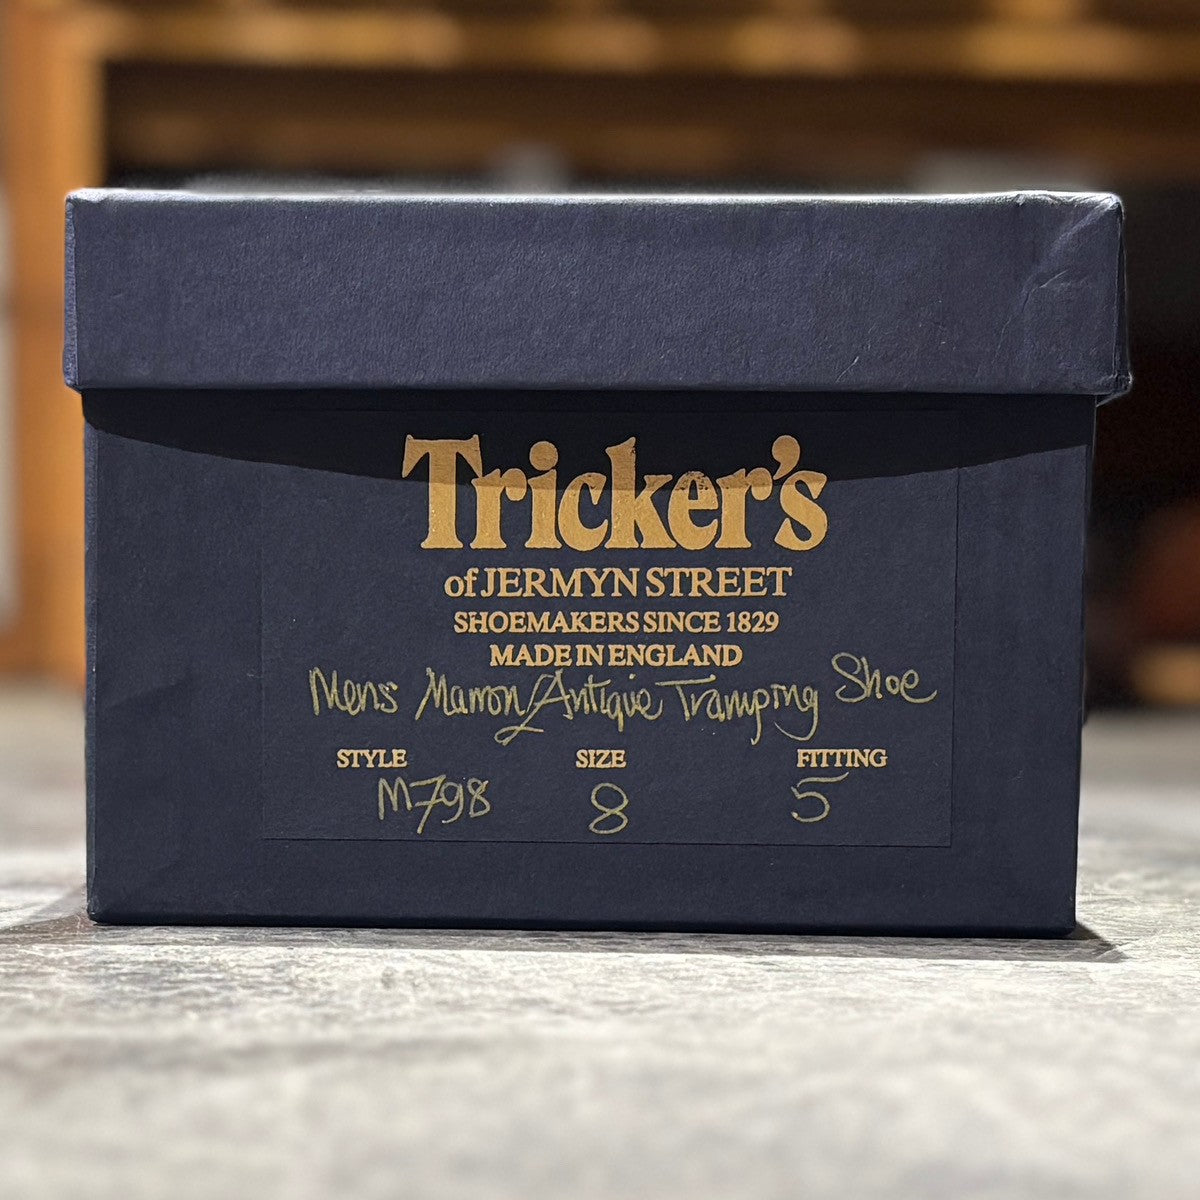 Tricker's
of JERMYN STREET
SHOEMAKERS SINCE 1829
MADE IN ENGLAND
Mens Marron/Antique Tramping Shoe
STYLE SIZE FITTING
M798 8 5